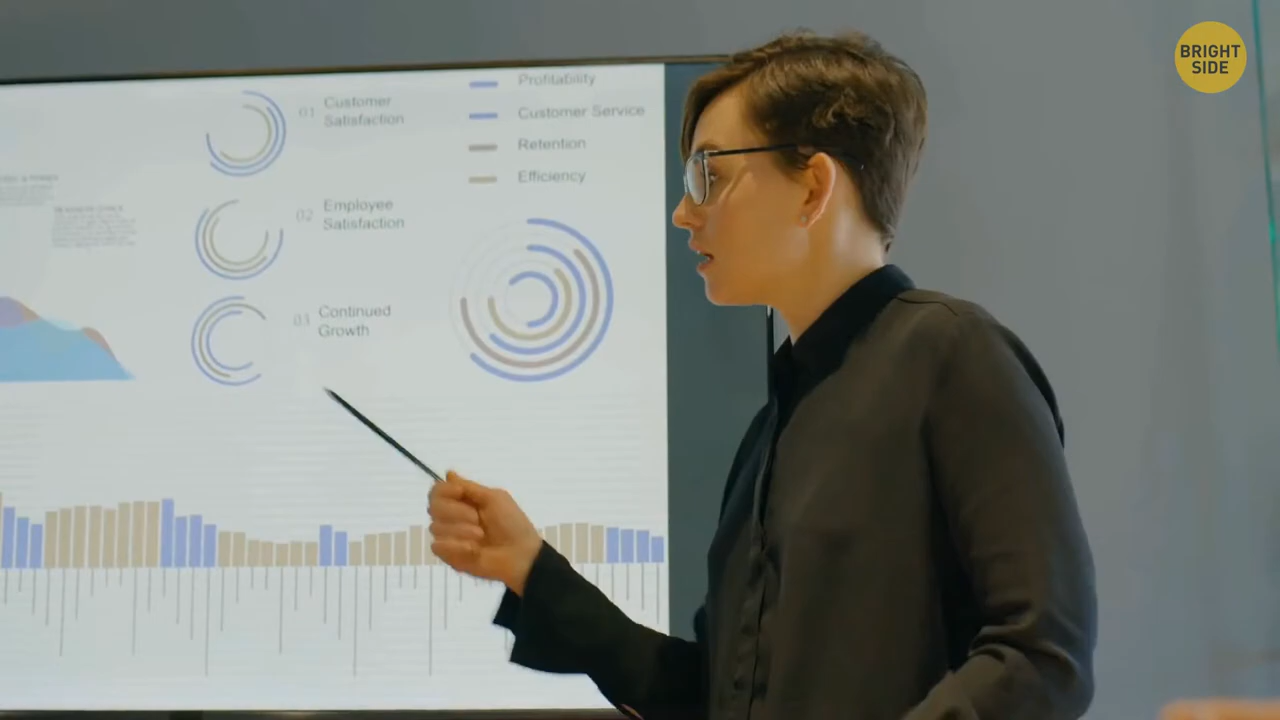 01 Customer
Satisfaction
02 Employee
Satisfaction
03 Continued
Growth
Profitability
Customer Service
Retention
Efficiency
BRIGHT
SIDE